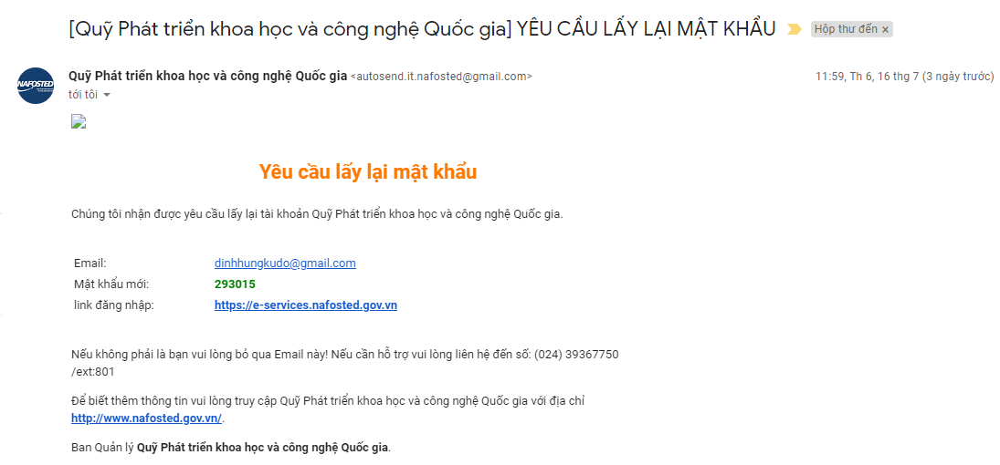 [Quỹ Phát triển khoa học và công nghệ Quốc gia] YÊU CẦU LẤY LẠI MẬT KHẨU Hộp thư đến ×
NAFOSTED
Quỹ Phát triển khoa học và công nghệ Quốc gia <autosend.it.nafosted@gmail.com> 11:59, Th 6, 16 thg 7 (3 ngày trước)
tới tôi
Yêu cầu lấy lại mật khẩu
Chúng tôi nhận được yêu cầu lấy lại tài khoản Quỹ Phát triển khoa học và công nghệ Quốc gia.
Email: dinhhungkudo@gmail.com
Mật khẩu mới: 293015
link đăng nhập: https://e-services.nafosted.gov.vn
Nếu không phải là bạn vui lòng bỏ qua Email này! Nếu cần hỗ trợ vui lòng liên hệ đến số: (024) 39367750
/ext:801
Để biết thêm thông tin vui lòng truy cập Quỹ Phát triển khoa học và công nghệ Quốc gia với địa chỉ
http://www.nafosted.gov.vn/.
Ban Quản lý Quỹ Phát triển khoa học và công nghệ Quốc gia.